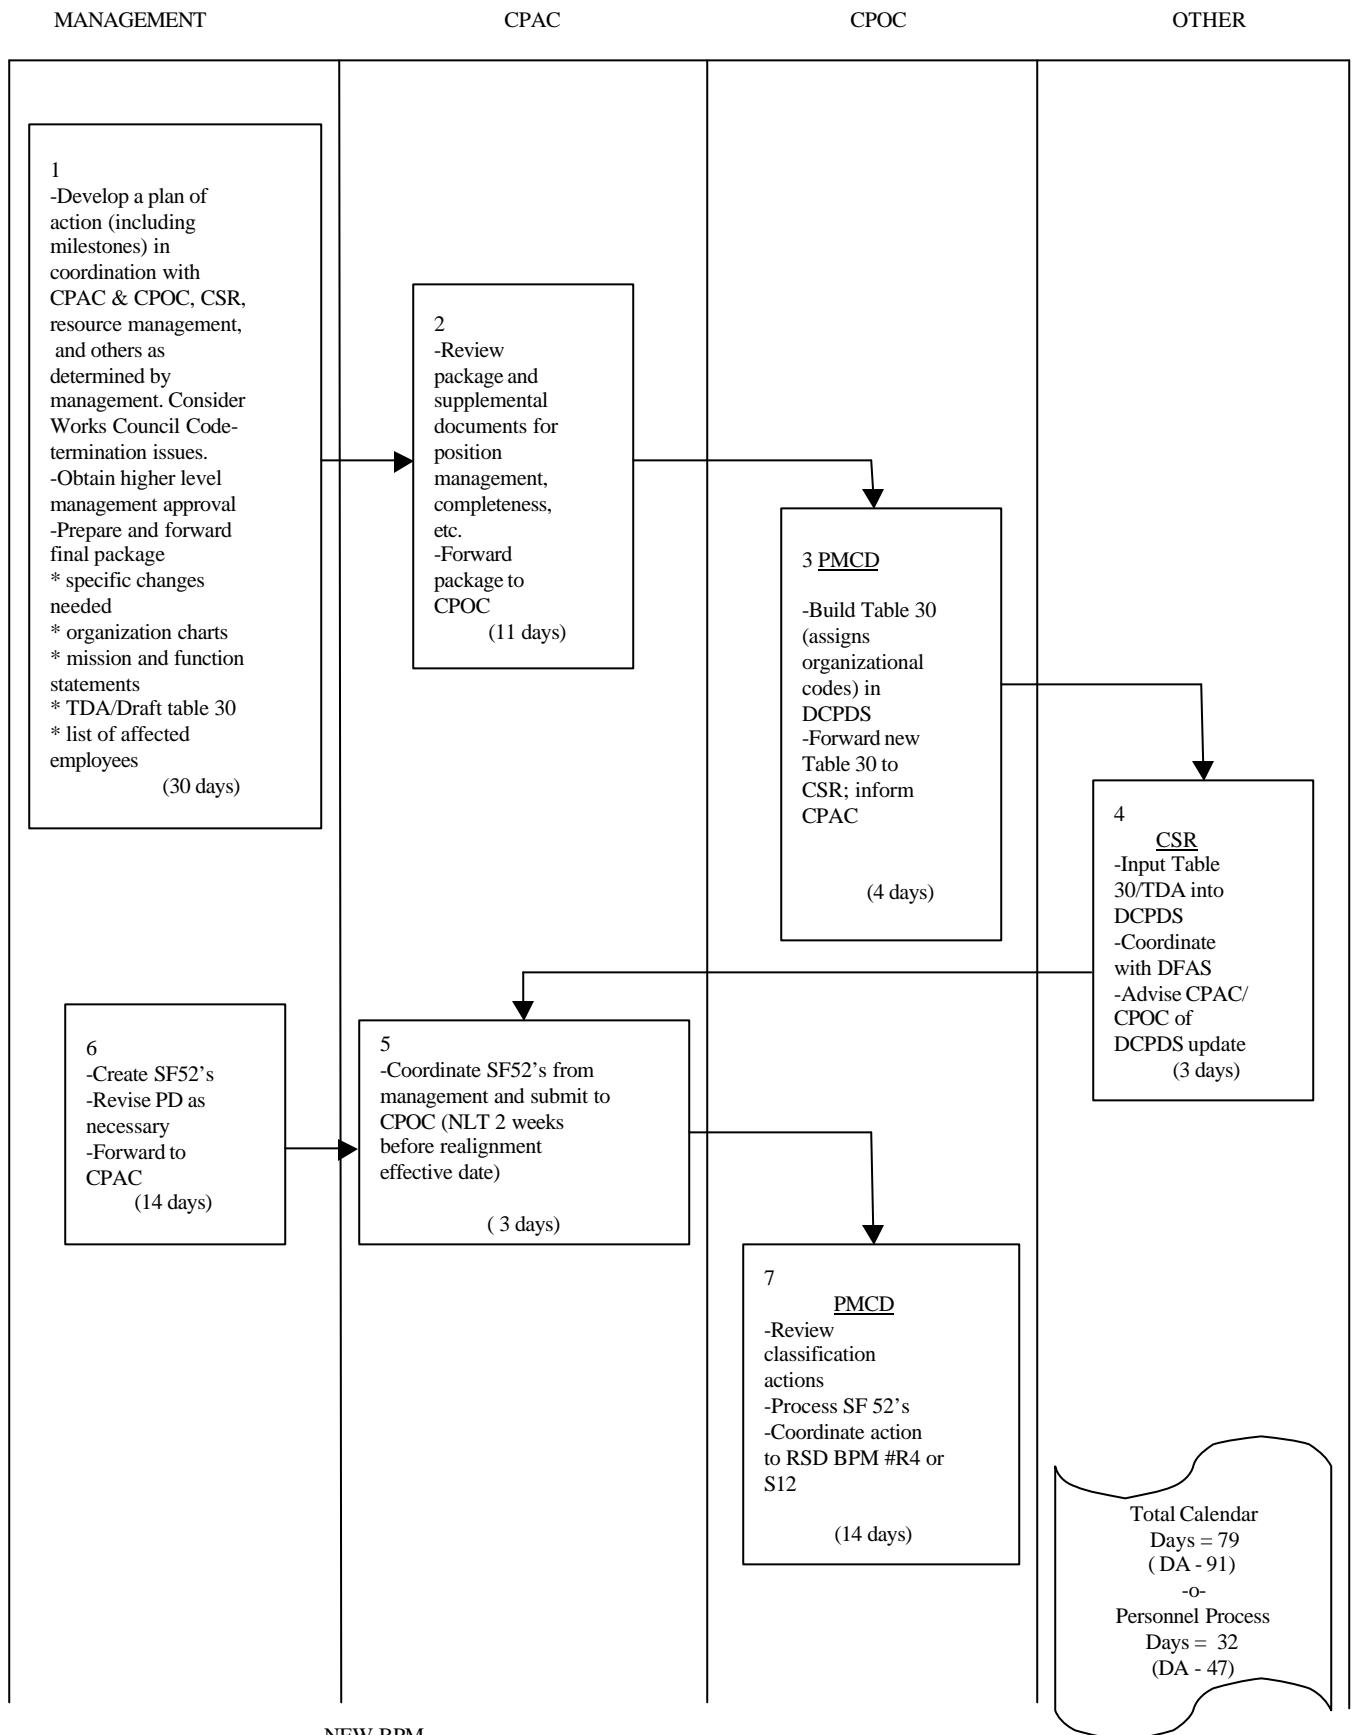 MANAGEMENT CPAC CPOC OTHER
1
-Develop a plan of
action (including
milestones) in
coordination with
CPAC & CPOC, CSR,
resource management,
and others as
determined by
management. Consider
Works Council Code-
termination issues.
-Obtain higher level
management approval
-Prepare and forward
final package
* specific changes
needed
* organization charts
* mission and function
statements
* TDA/Draft table 30
* list of affected
employees
(30 days)
2
-Review
package and
supplemental
documents for
position
management,
completeness,
etc.
-Forward
package to
CPOC
(11 days)
3 PMCD
-Build Table 30
(assigns
organizational
codes) in
DCPDS
-Forward new
Table 30 to
CSR; inform
CPAC
(4 days)
4
CSR
-Input Table
30/TDA into
DCPDS
-Coordinate
with DFAS
-Advise CPAC/
CPOC of
DCPDS update
(3 days)
6
-Create SF52's
-Revise PD as
necessary
-Forward to
CPAC
(14 days)
5
-Coordinate SF52's from
management and submit to
CPOC (NLT 2 weeks
before realignment
effective date)
( 3 days)
7
PMCD
-Review
classification
actions
-Process SF 52's
-Coordinate action
to RSD BPM #R4 or
S12
(14 days)
Total Calendar
Days = 79
( DA - 91)
-o-
Personnel Process
Days = 32
(DA - 47)
NEW BPM